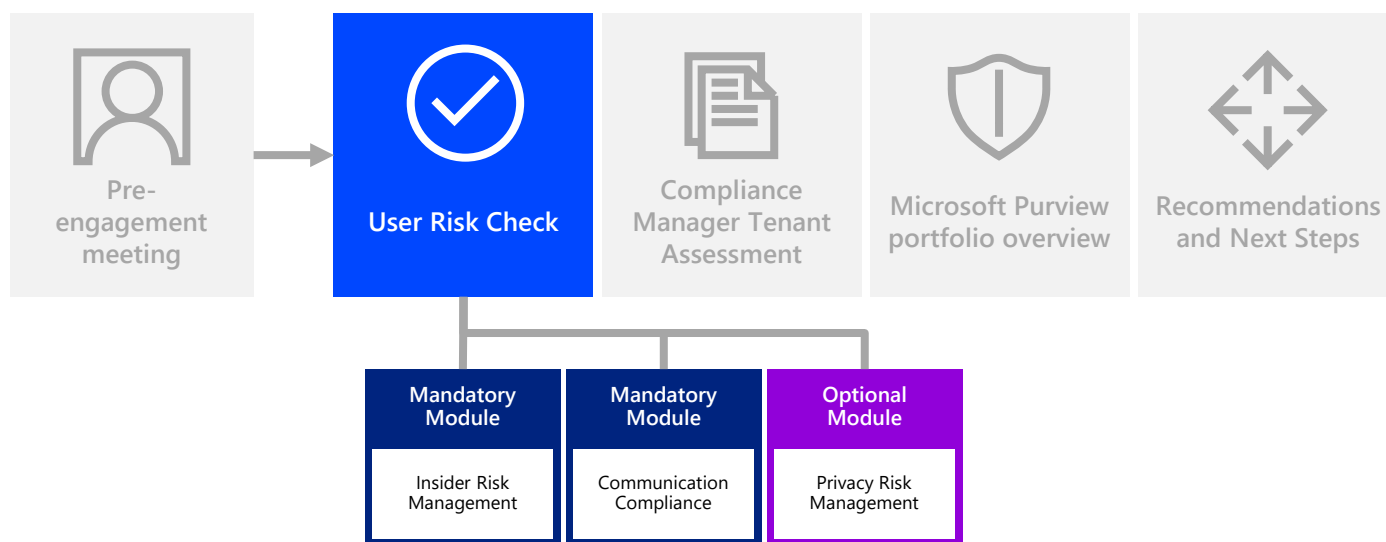 Pre-
engagement
meeting
User Risk Check
Compliance
Manager Tenant
Assessment
Microsoft Purview
portfolio overview
Recommendations
and Next Steps
Mandatory
Module
Insider Risk
Management
Mandatory
Module
Communication
Compliance
Optional
Module
Privacy Risk
Management